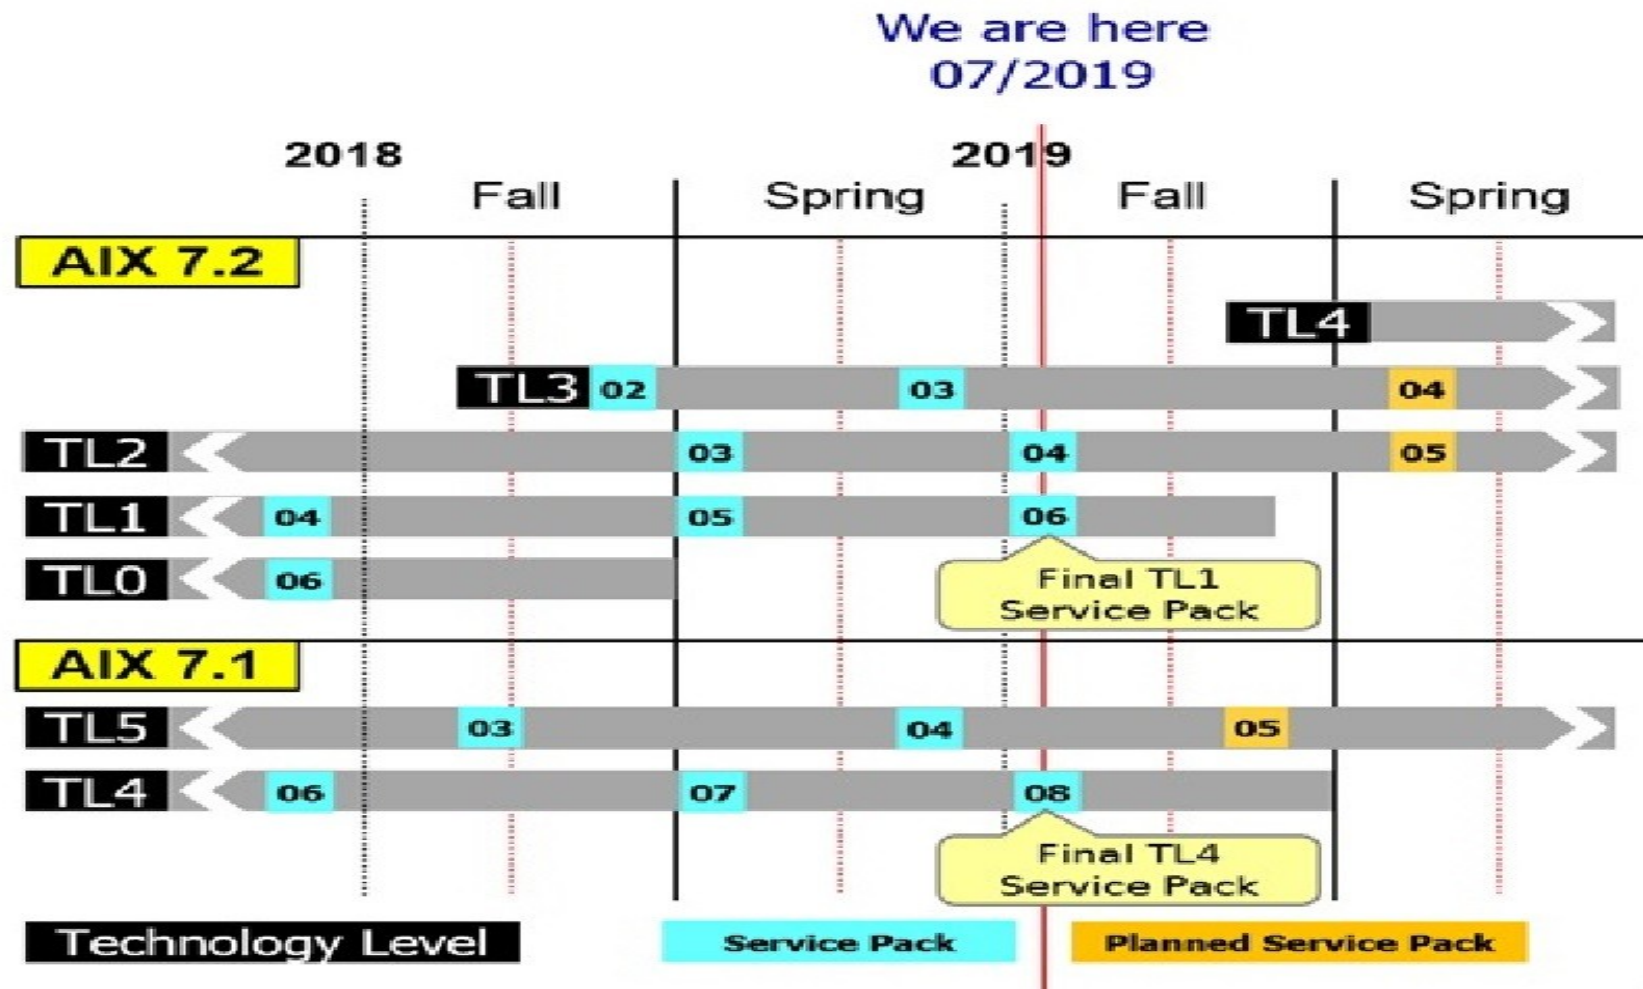 We are here
07/2019
2018 2019
Fall Spring Fall Spring
AIX 7.2
TL4
TL3 02 03 04
TL2 03 04 05
TL1 04 05 06
TL0 06
Final TL1
Service Pack
AIX 7.1
TL5 03 04 05
TL4 06 07 08
Final TL4
Service Pack
Technology Level Service Pack Planned Service Pack